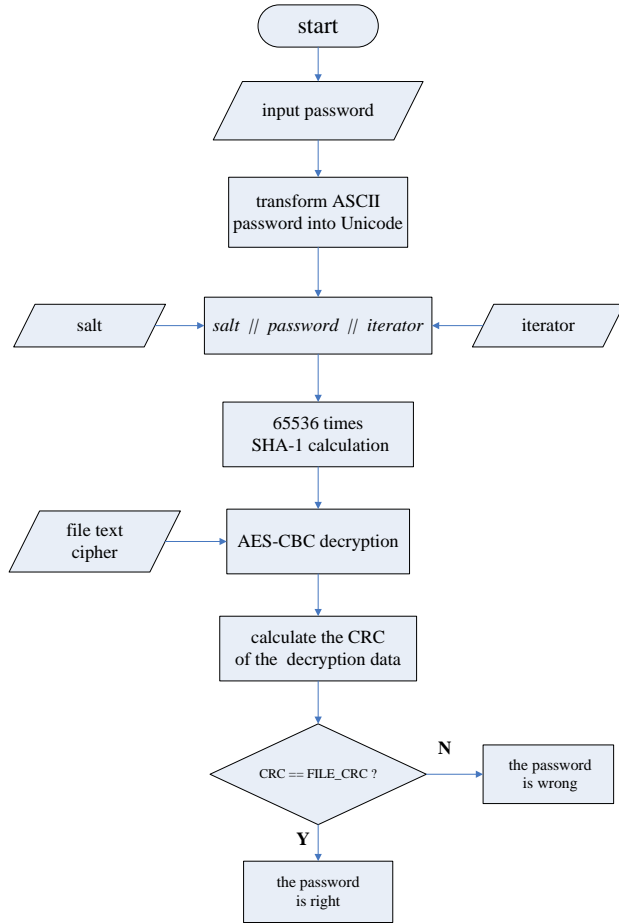 start
input password
transform ASCII
password into Unicode
salt
salt || password || iterator
iterator
65536 times
SHA-1 calculation
file text
cipher
AES-CBC decryption
calculate the CRC
of the decryption data
CRC == FILE_CRC ?
N
the password
is wrong
Y
the password
is right